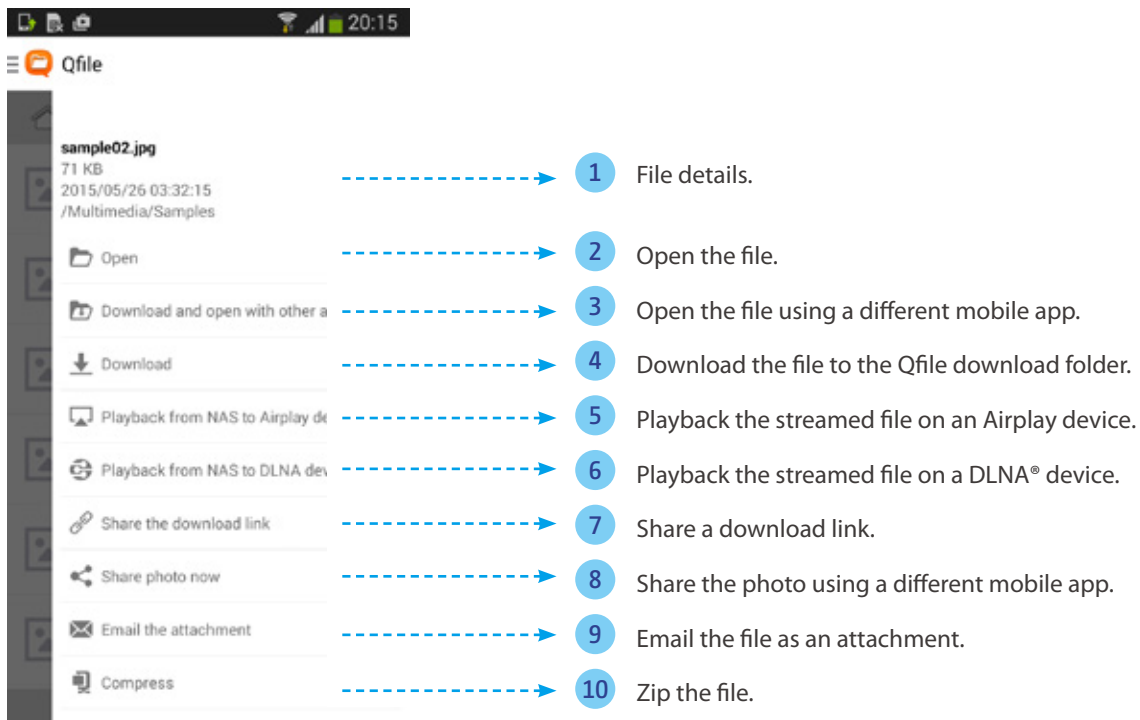 20:15
Qfile
sample02.jpg
71 KB
2015/05/26 03:32:15
/Multimedia/Samples
1 File details.
Open
2 Open the file.
Download and open with other a
3 Open the file using a different mobile app.
Download
4 Download the file to the Qfile download folder.
Playback from NAS to Airplay de
5 Playback the streamed file on an Airplay device.
Playback from NAS to DLNA dev
6 Playback the streamed file on a DLNA® device.
Share the download link
7 Share a download link.
Share photo now
8 Share the photo using a different mobile app.
Email the attachment
9 Email the file as an attachment.
Compress
10 Zip the file.